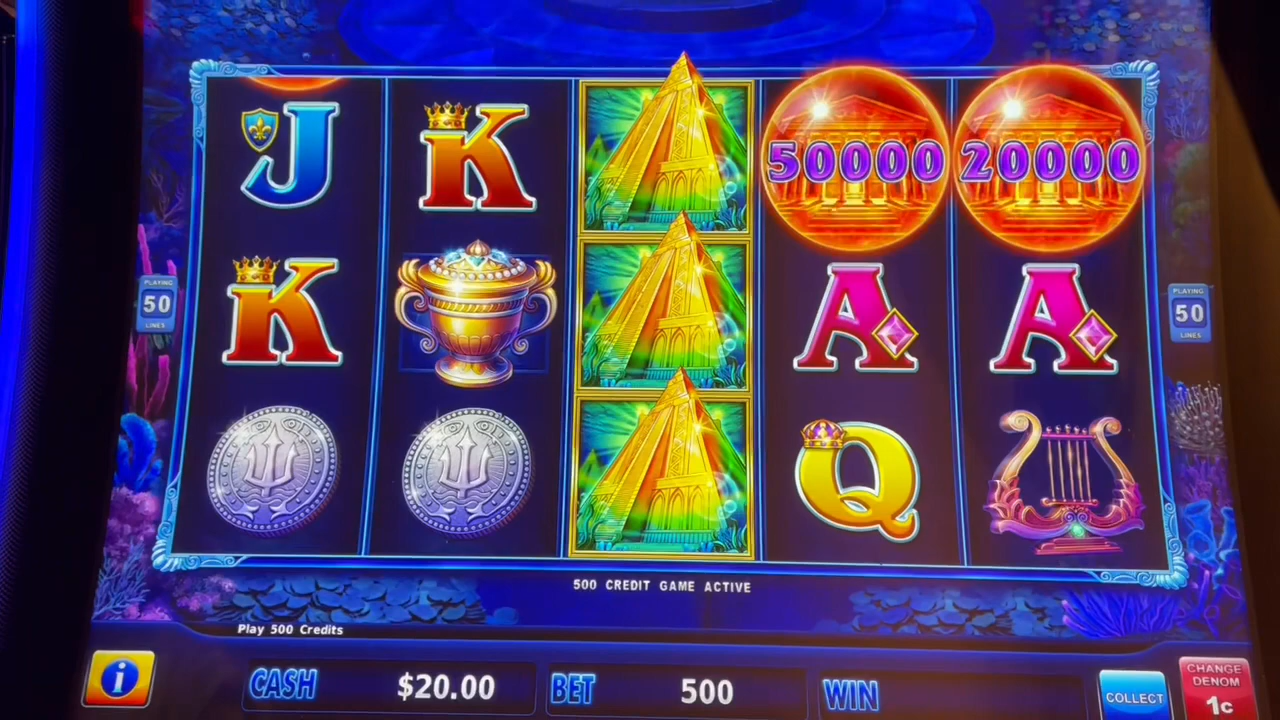 J
K
50000
20000
K
A
A
Q
PLAYING
50
LINES
PLAYING
50
LINES
500 CREDIT GAME ACTIVE
Play 500 Credits
i
CASH $20.00 BET 500 WIN
COLLECT
CHANGE
DENOM
1c